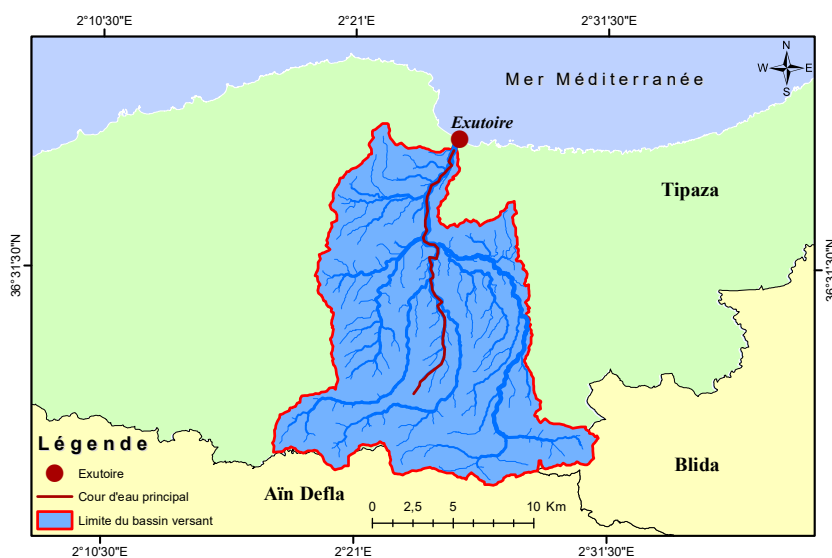 2°10'30"E 2°21'E 2°31'30"E
Mer Méditerranée
N
W E
S
Exutoire
Tipaza
36°31'30"N 36°31'30"N
Légende
Exutoire
Cour d'eau principal
Limite du bassin versant
Aïn Defla
Blida
0 2,5 5 10 Km
2°10'30"E 2°21'E 2°31'30"E